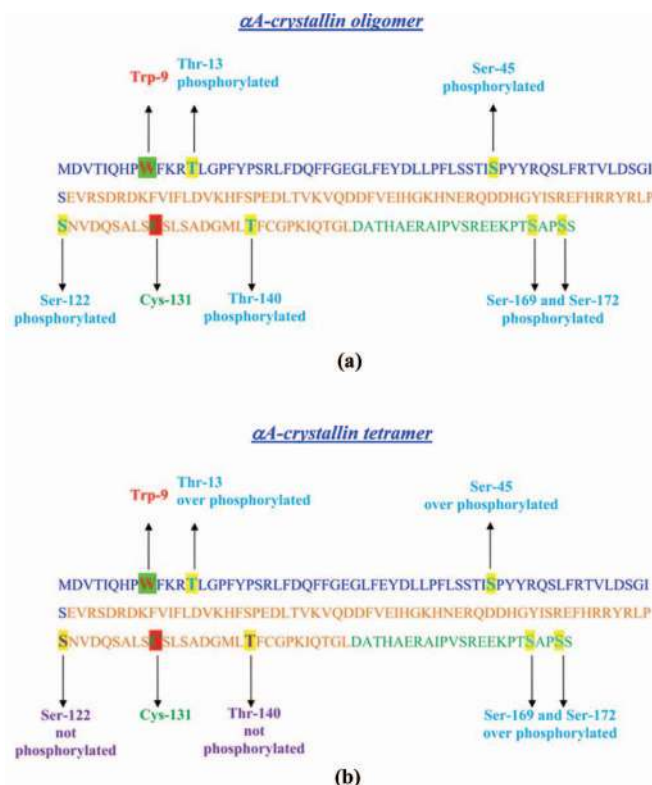 αA-crystallin oligomer
Trp-9
Thr-13
phosphorylated
Ser-45
phosphorylated
MDVTIQHPWFKRTLGPFYPSRLFDQFFGEGLFEYDLLPFLSSTISPYYRQSLFRTVLDSGI
SEVRSDRDKFVIFLDVKHFSPEDLTVKVQDDFVEIHGKHNERQDDHGYISREFHRRYRLP
SNVDQSALSCSLSADGMLTFCGPKIQTGLDATHAERAIPVSREEKPTSAPSS
Ser-122
phosphorylated
Cys-131
Thr-140
phosphorylated
Ser-169 and Ser-172
phosphorylated
(a)
αA-crystallin tetramer
Trp-9
Thr-13
over phosphorylated
Ser-45
over phosphorylated
MDVTIQHPWFKRTLGPFYPSRLFDQFFGEGLFEYDLLPFLSSTISPYYRQSLFRTVLDSGI
SEVRSDRDKFVIFLDVKHFSPEDLTVKVQDDFVEIHGKHNERQDDHGYISREFHRRYRLP
SNVDQSALSCSLSADGMLTFCGPKIQTGLDATHAERAIPVSREEKPTSAPSS
Ser-122
not
phosphorylated
Cys-131
Thr-140
not
phosphorylated
Ser-169 and Ser-172
over phosphorylated
(b)